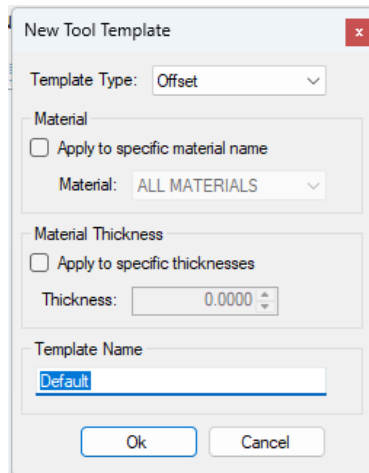 New Tool Template
x
Template Type: Offset
Material
Apply to specific material name
Material: ALL MATERIALS
Material Thickness
Apply to specific thicknesses
Thickness: 0.0000
Template Name
Default
Ok Cancel